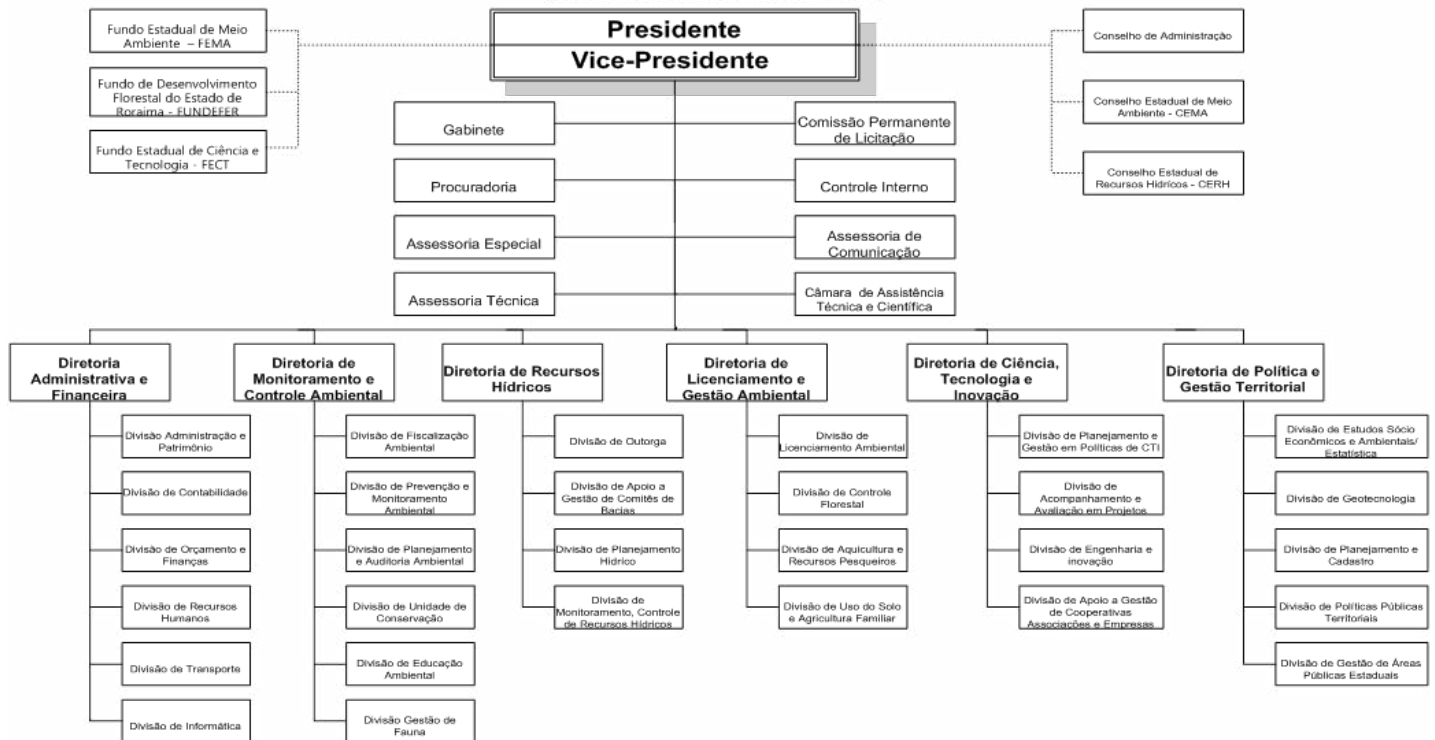 Presidente
Vice-Presidente
Fundo Estadual de Meio
Ambiente – FEMA
Fundo de Desenvolvimento
Florestal do Estado de
Roraima - FUNDEFER
Fundo Estadual de Ciência e
Tecnologia - FECT
Conselho de Administração
Conselho Estadual de Meio
Ambiente - CEMA
Conselho Estadual de
Recursos Hidrícos - CERH
Gabinete
Comissão Permanente
de Licitação
Procuradoria
Controle Interno
Assessoria Especial
Assessoria de
Comunicação
Assessoria Técnica
Câmara de Assistência
Técnica e Científica
Diretoria
Administrativa e
Financeira
Divisão Administração e
Patrimônio
Divisão de Contabilidade
Divisão de Orçamento e
Finanças
Divisão de Recursos
Humanos
Divisão de Transporte
Divisão de Informática
Diretoria de
Monitoramento e
Controle Ambiental
Divisão de Fiscalização
Ambiental
Divisão de Prevenção e
Monitoramento
Ambiental
Divisão de Planejamento
e Auditoria Ambiental
Divisão de Unidade de
Conservação
Divisão de Educação
Ambiental
Divisão Gestão de
Fauna
Diretoria de Recursos
Hídricos
Divisão de Outorga
Divisão de Apoio a
Gestão de Comitês de
Bacias
Divisão de Planejamento
Hídrico
Divisão de
Monitoramento, Controle
de Recursos Hídricos
Diretoria de
Licenciamento e
Gestão Ambiental
Divisão de
Licenciamento Ambiental
Divisão de Controle
Florestal
Divisão de Aquicultura e
Recursos Pesqueiros
Divisão de Uso do Solo
e Agricultura Familiar
Diretoria de Ciência,
Tecnologia e
Inovação
Divisão de Planejamento e
Gestão em Políticas de CTI
Divisão de
Acompanhamento e
Avaliação em Projetos
Divisão de Engenharia e
inovação
Divisão de Apoio a Gestão
de Cooperativas
Associações e Empresas
Diretoria de Política e
Gestão Territorial
Divisão de Estudos Sócio
Econômicos e Ambientais/
Estatística
Divisão de Geotecnologia
Divisão de Planejamento e
Cadastro
Divisão de Políticas Públicas
Territoriais
Divisão de Gestão de Áreas
Públicas Estaduais